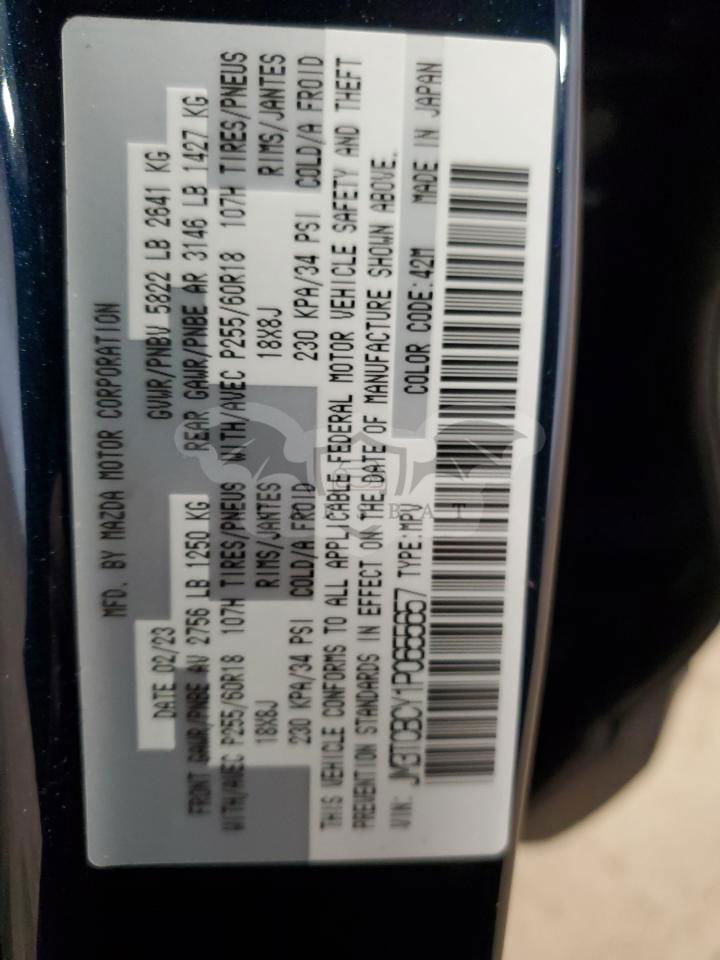 MFD. BY MAZDA MOTOR CORPORATION
DATE 02/23 GVWR/PNBV 5822 LB 2641 KG
FRONT GAWR/PNBE AV 2756 LB 1250 KG REAR GAWR/PNBE AR 3146 LB 1427 KG
WITH/AVEC P255/60R18 107H TIRES/PNEUS WITH/AVEC P255/60R18 107H TIRES/PNEUS
18X8J RIMS/JANTES 18X8J RIMS/JANTES
230 KPA/34 PSI COLD/A FROID 230 KPA/34 PSI COLD/A FROID
THIS VEHICLE CONFORMS TO ALL APPLICABLE FEDERAL MOTOR VEHICLE SAFETY AND THEFT
PREVENTION STANDARDS IN EFFECT ON THE DATE OF MANUFACTURE SHOWN ABOVE.
VIN: TYPE:MPV COLOR CODE:42M MADE IN JAPAN